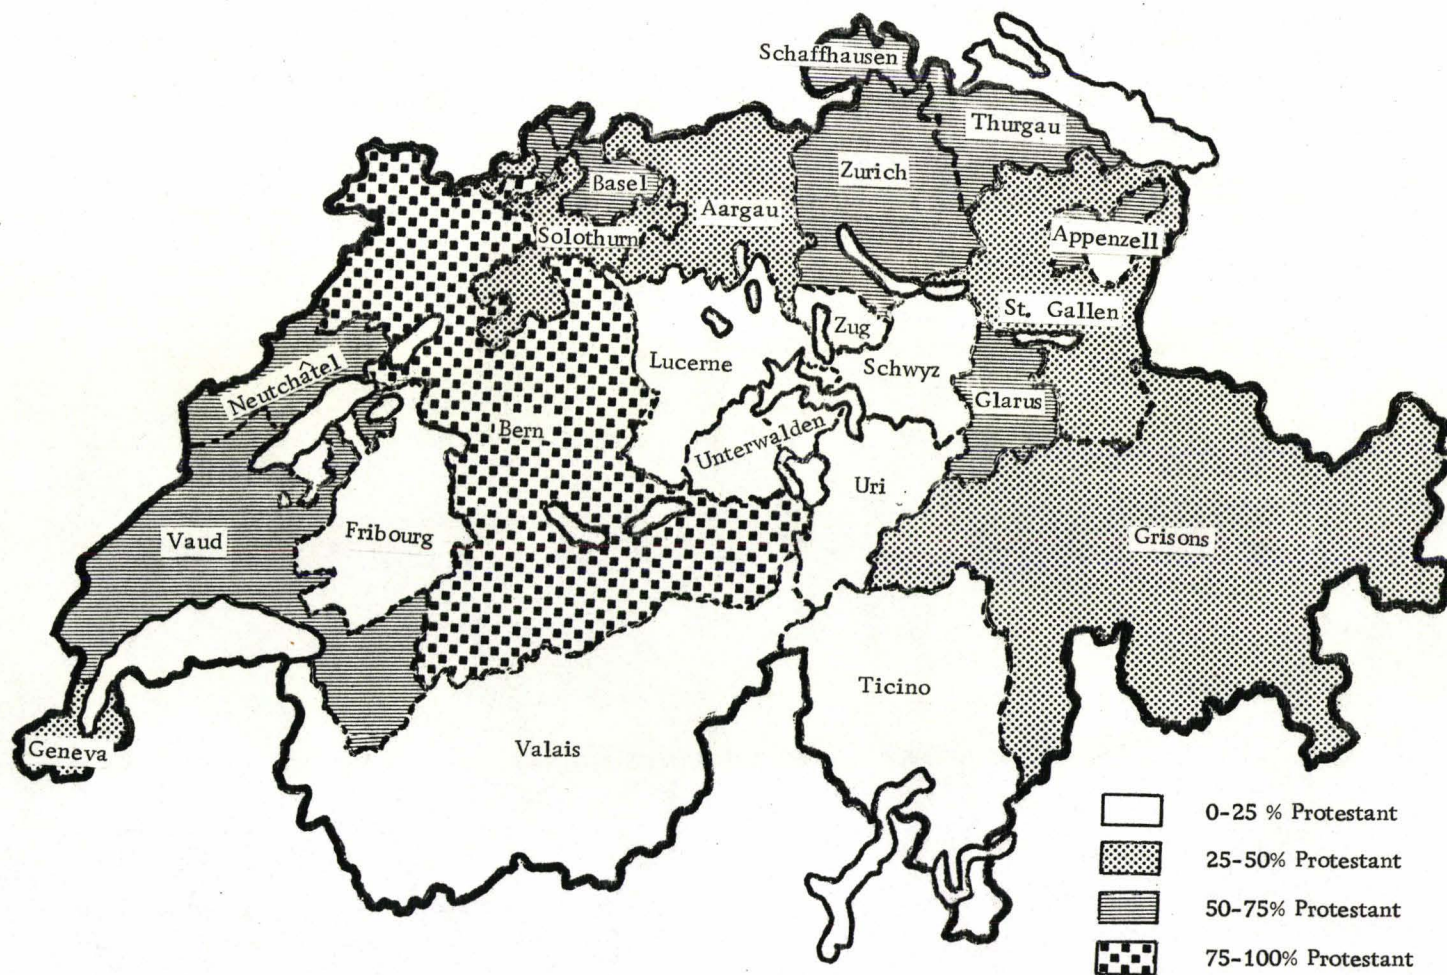 Schaffhausen
Thurgau
Zurich
Basel
Aargau
Solothurn
Appenzell
St. Gallen
Zug
Lucerne
Schwyz
Neutchâtel
Glarus
Bern
Unterwalden
Uri
Vaud
Fribourg
Grisons
Ticino
Geneva
Valais
0-25 % Protestant
25-50% Protestant
50-75% Protestant
75-100% Protestant